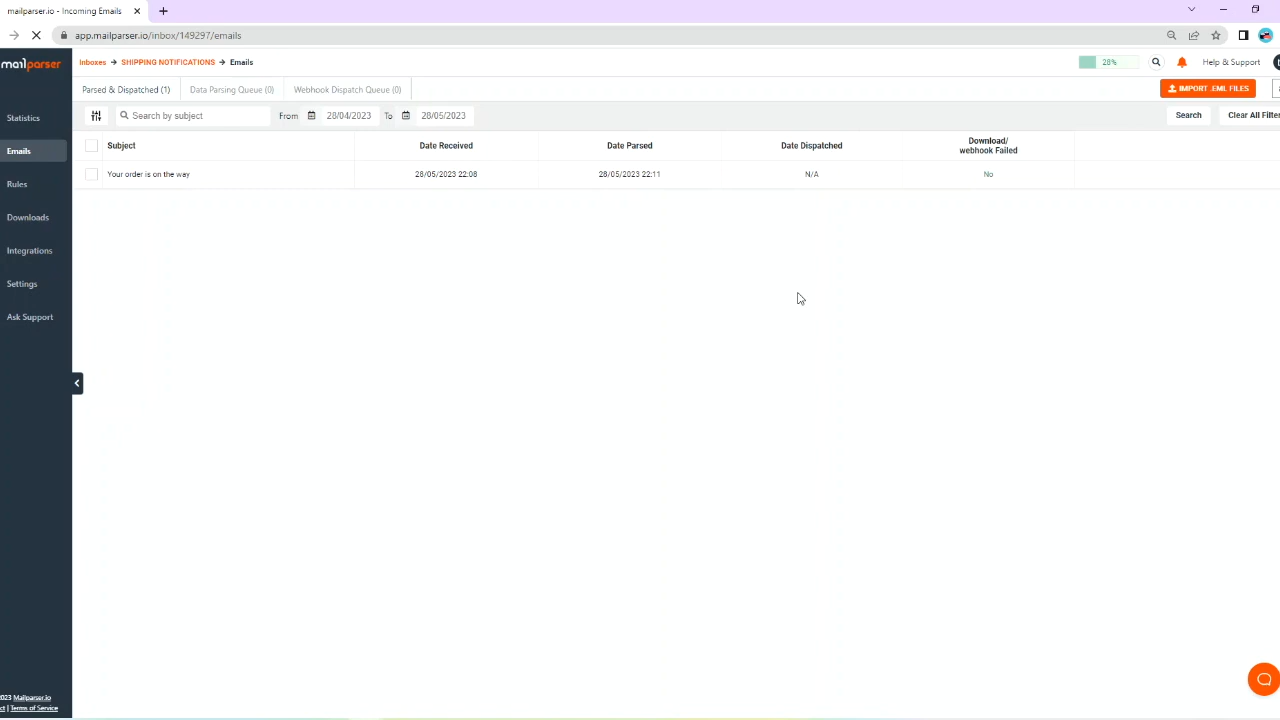 mailparser.io - Incoming Emails
app.mailparser.io/inbox/149297/emails
mailparser
Inboxes → SHIPPING NOTIFICATIONS → Emails
28%
Help & Support
Parsed & Dispatched (1)
Data Parsing Queue (0)
Webhook Dispatch Queue (0)
IMPORT .EML FILES
Search by subject
From 28/04/2023 To 28/05/2023
Search
Clear All Filter
Subject
Date Received
Date Parsed
Date Dispatched
Download/
webhook Failed
Your order is on the way
28/05/2023 22:08
28/05/2023 22:11
N/A
No
Statistics
Emails
Rules
Downloads
Integrations
Settings
Ask Support
2023 Mailparser.io
ct | Terms of Service